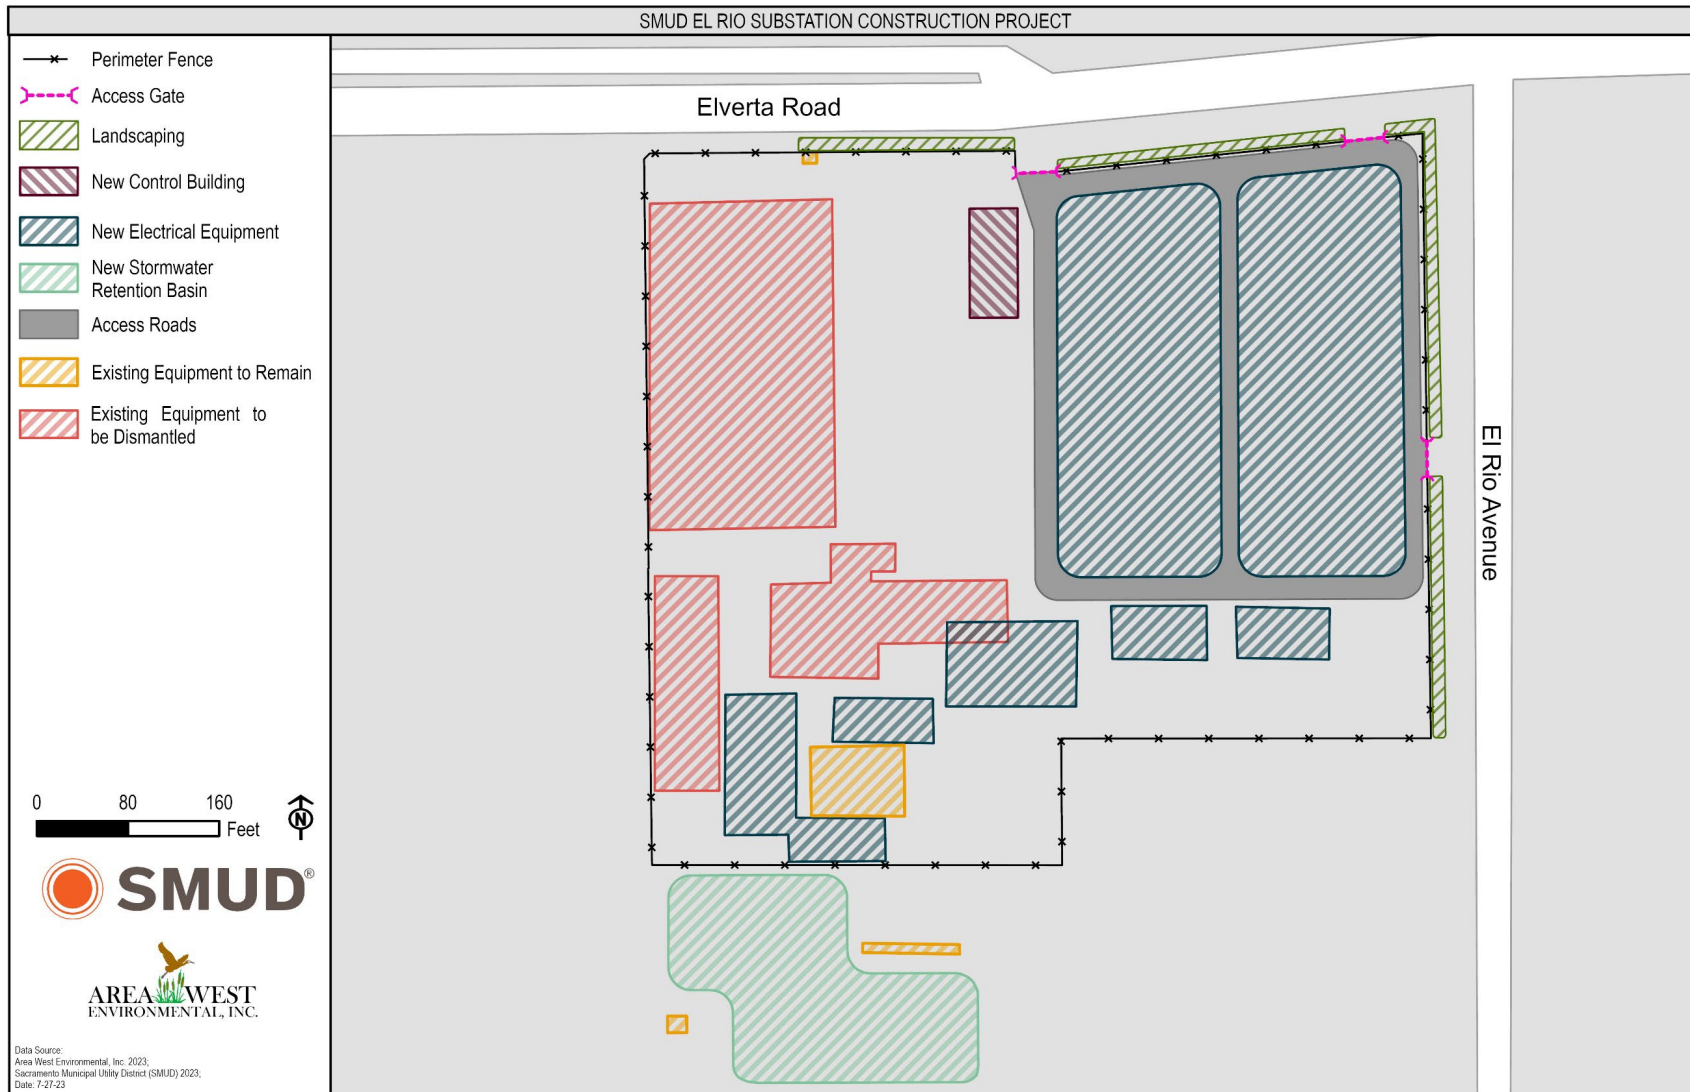 SMUD EL RIO SUBSTATION CONSTRUCTION PROJECT
Perimeter Fence
Access Gate
Landscaping
New Control Building
New Electrical Equipment
New Stormwater
Retention Basin
Access Roads
Existing Equipment to Remain
Existing Equipment to
be Dismantled
Elverta Road
El Rio Avenue
0 80 160
Feet
N
SMUD®
AREA WEST
ENVIRONMENTAL, INC.
Data Source:
Area West Environmental, Inc. 2023;
Sacramento Municipal Utility District (SMUD) 2023;
Date: 7-27-23